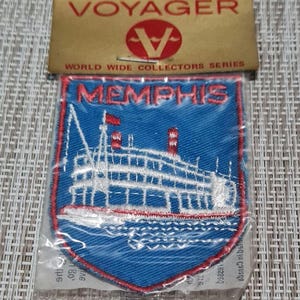 VOYAGER
V
WORLD WIDE COLLECTORS SERIES
MEMPHIS